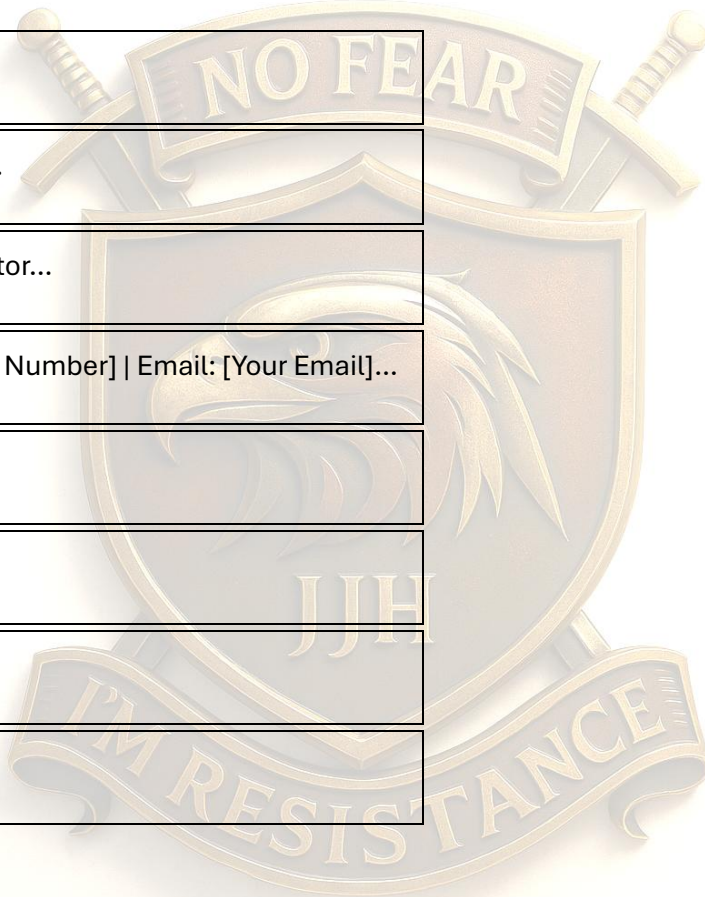 NO FEAR
tor...
Number] | Email: [Your Email]...
JJH
I'M RESISTANCE